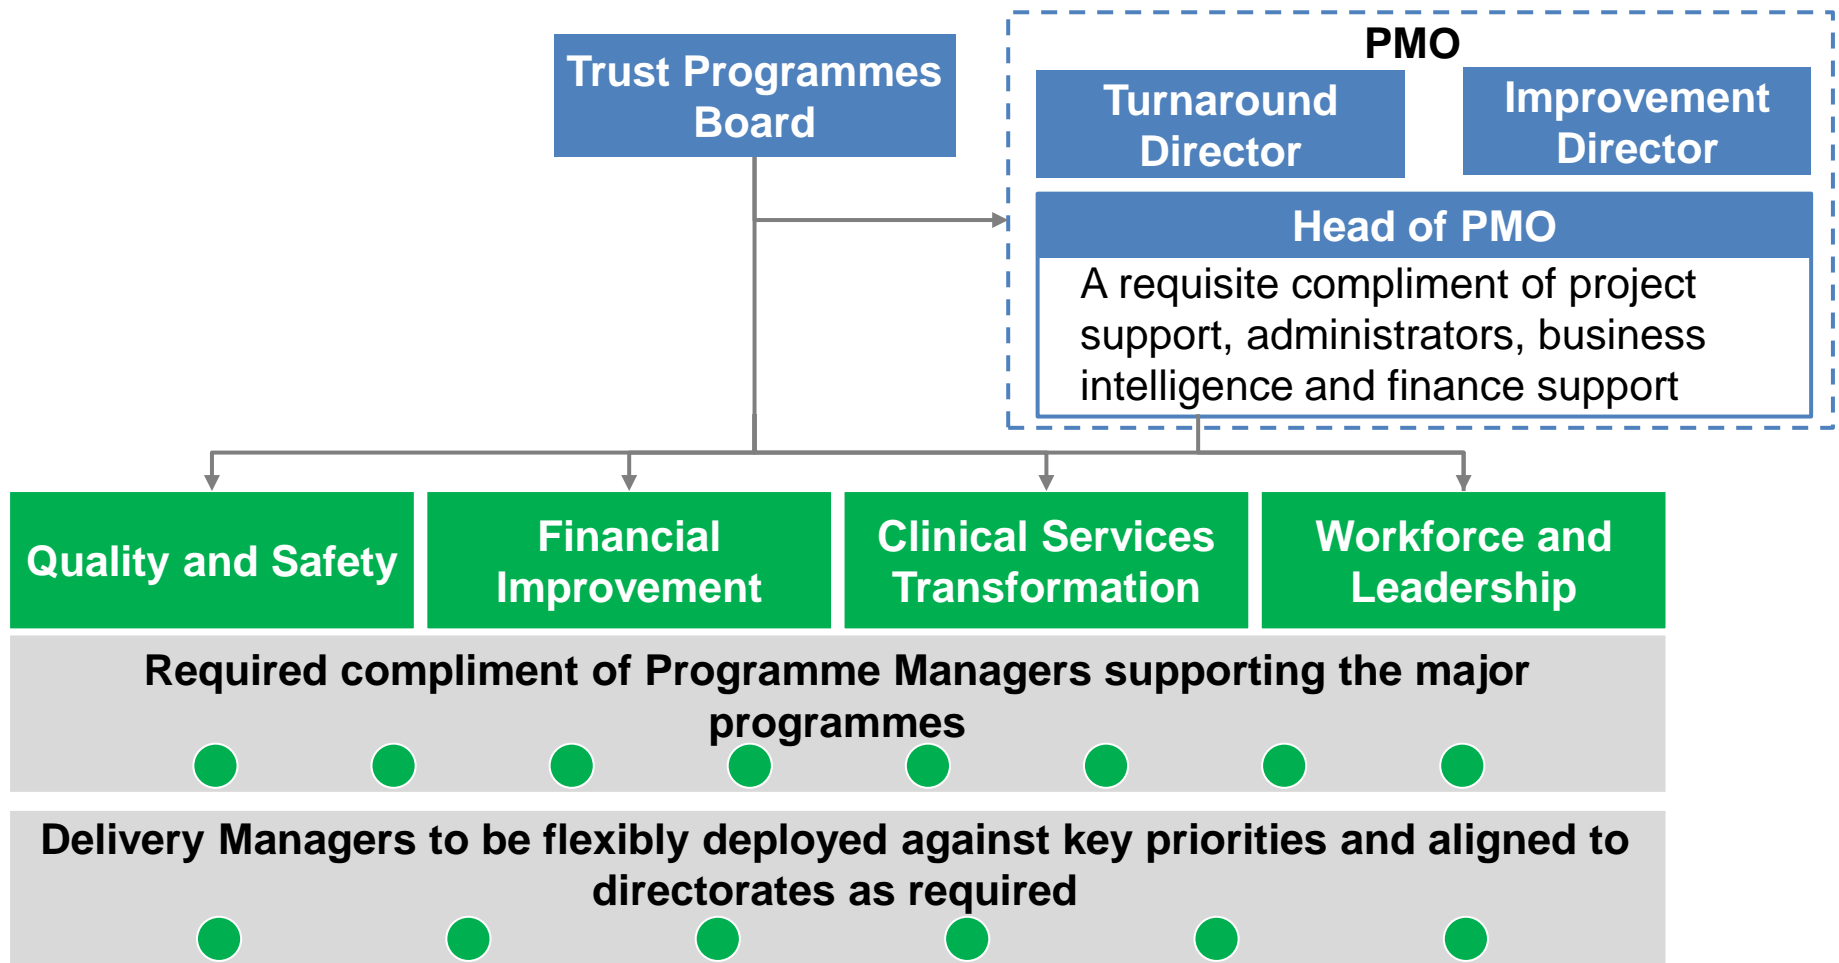 Trust Programmes
Board
PMO
Turnaround
Director
Improvement
Director
Head of PMO
A requisite compliment of project
support, administrators, business
intelligence and finance support
Quality and Safety
Financial
Improvement
Clinical Services
Transformation
Workforce and
Leadership
Required compliment of Programme Managers supporting the major
programmes
Delivery Managers to be flexibly deployed against key priorities and aligned to
directorates as required